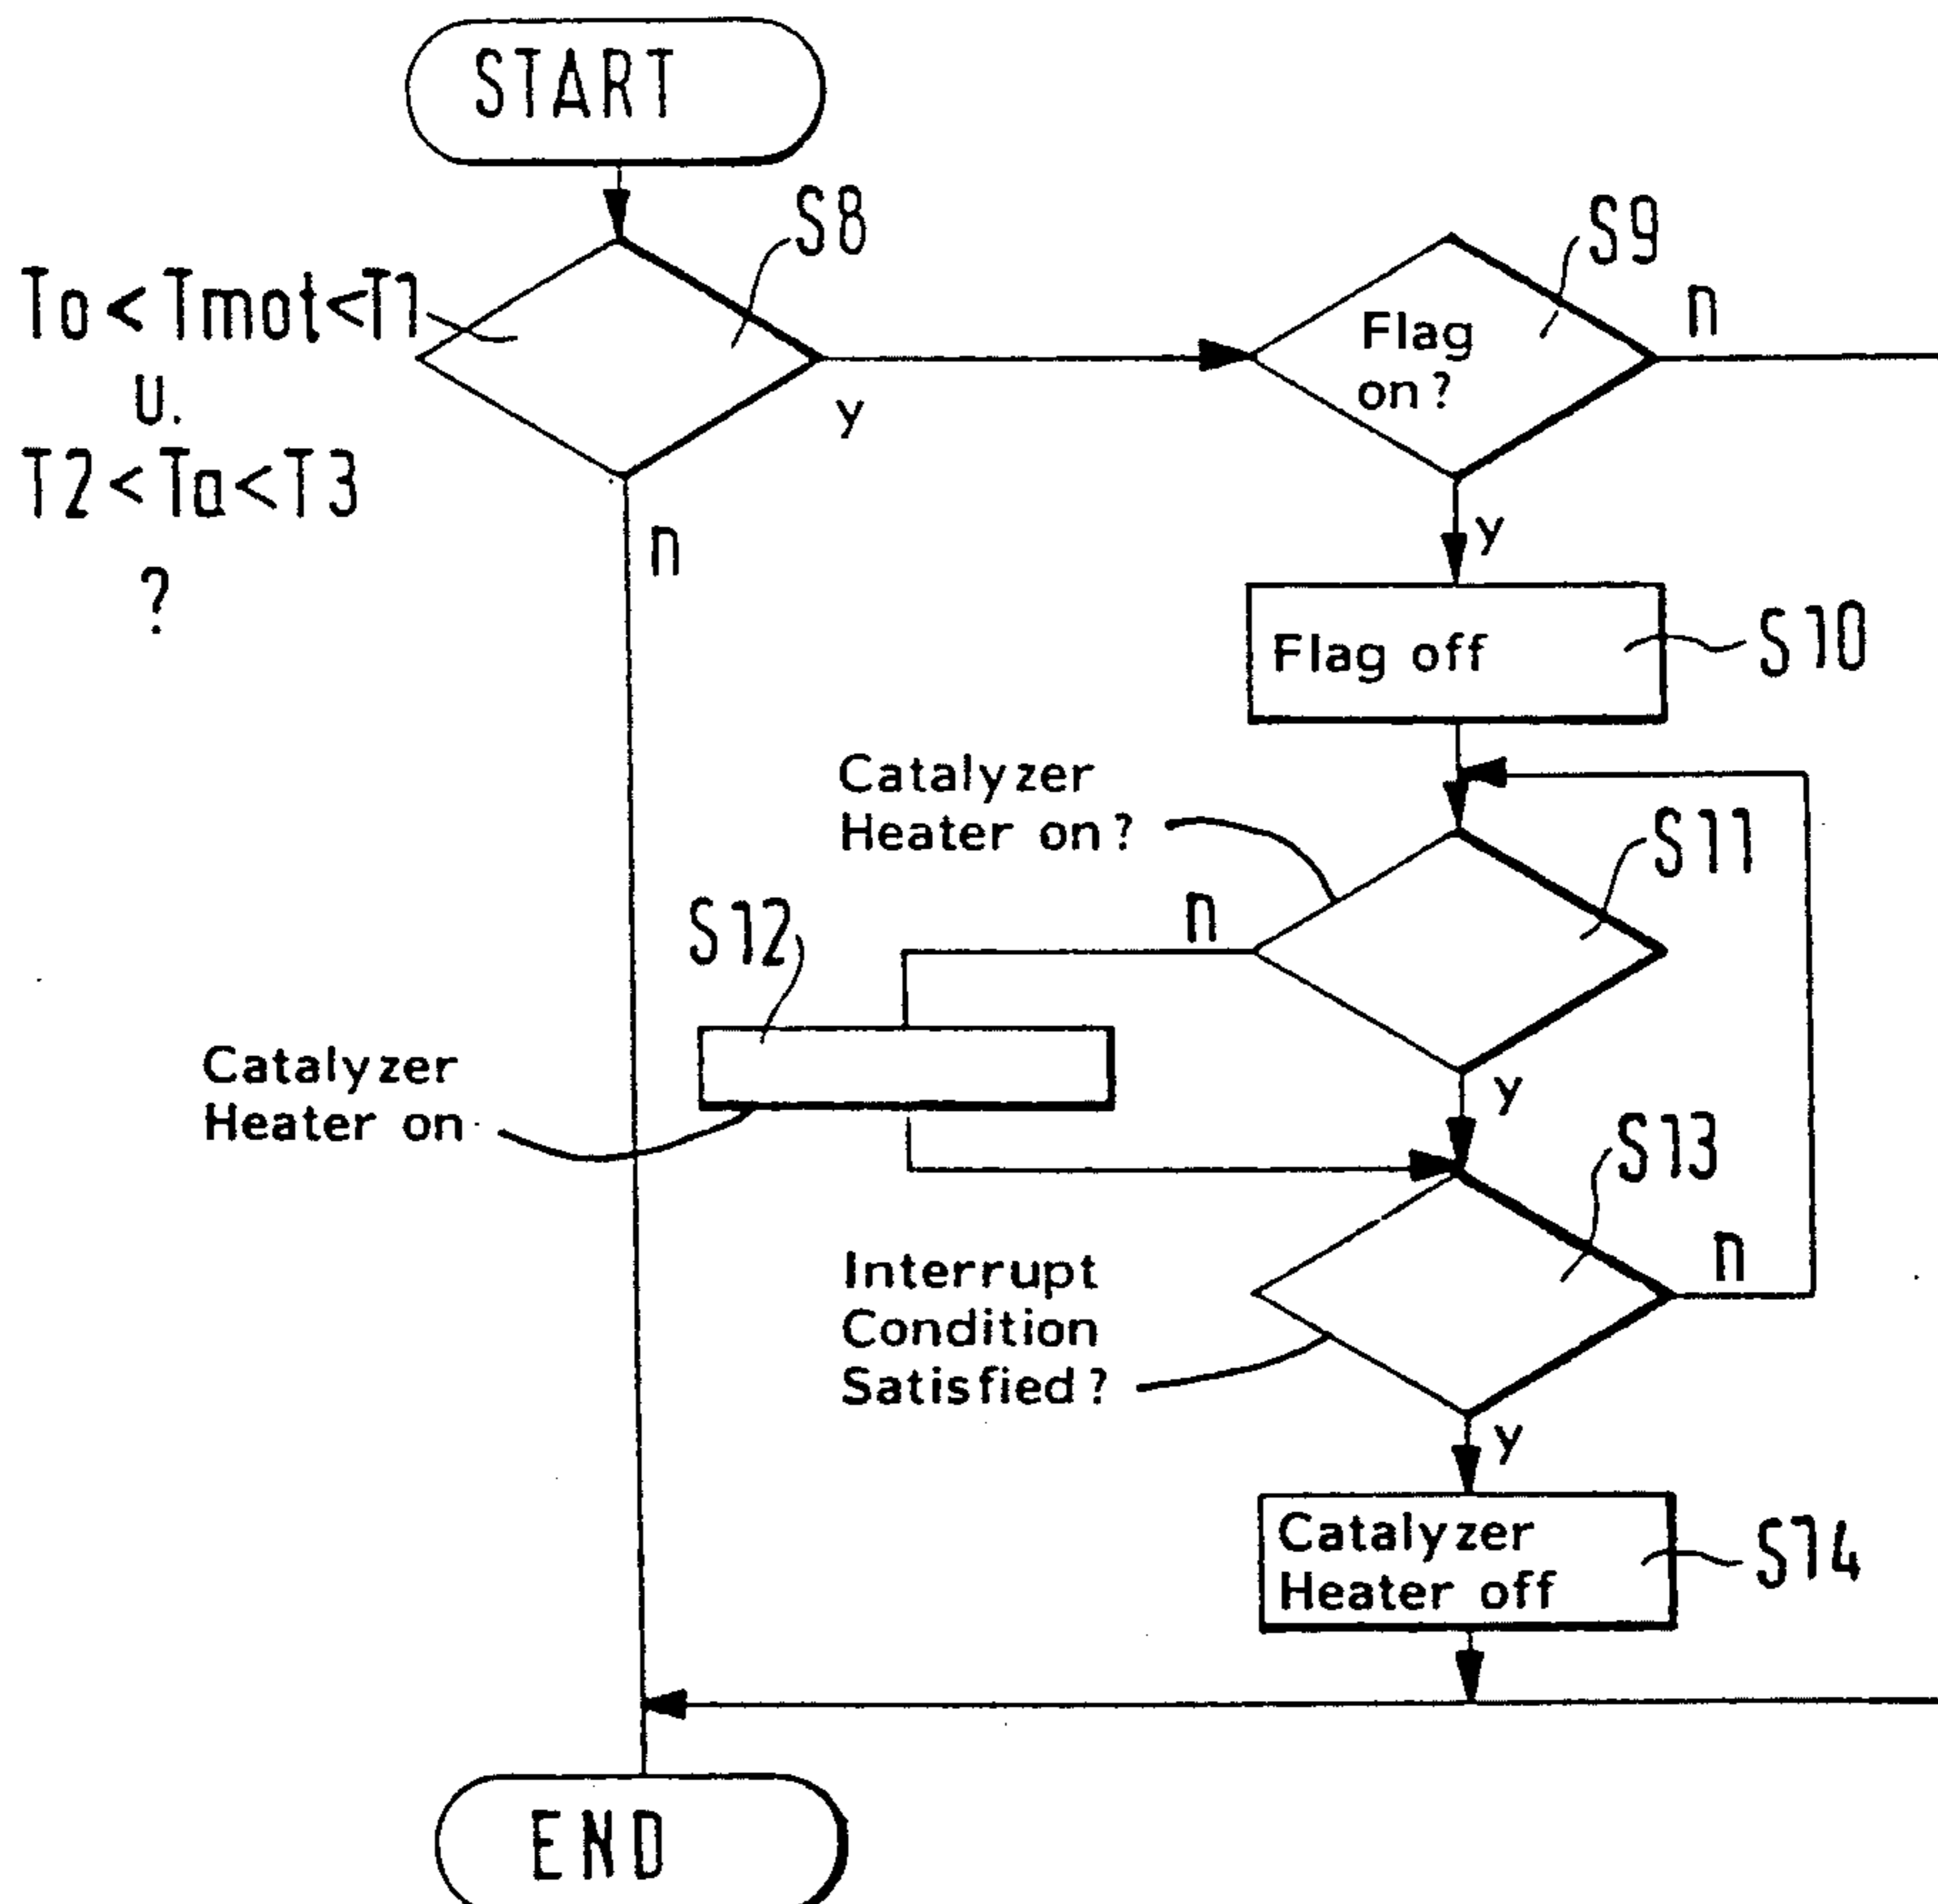 START
S8
To<Tmot<T1
U.
T2<Ta<T3
?
y
n
S9
Flag
on?
n
y
Flag off
S10
Catalyzer
Heater on?
S11
n
S12
Catalyzer
Heater on
y
S13
Interrupt
Condition
Satisfied?
n
y
Catalyzer
Heater off
S14
END